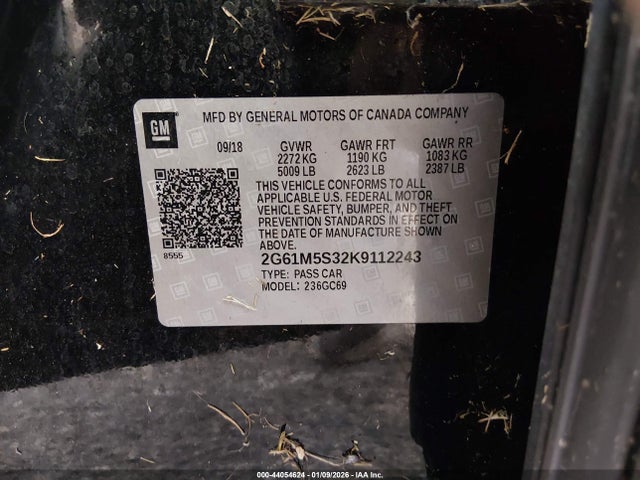 MFD BY GENERAL MOTORS OF CANADA COMPANY
GM
09/18 GVWR GAWR FRT GAWR RR
2272 KG 1190 KG 1083 KG
5009 LB 2623 LB 2387 LB
THIS VEHICLE CONFORMS TO ALL
APPLICABLE U.S. FEDERAL MOTOR
VEHICLE SAFETY, BUMPER, AND THEFT
PREVENTION STANDARDS IN EFFECT ON
THE DATE OF MANUFACTURE SHOWN
ABOVE.
8555
2G61M5S32K9112243
TYPE: PASS CAR
MODEL: 236GC69
000-44054624 - 01/09/2026 - © IAA Inc.